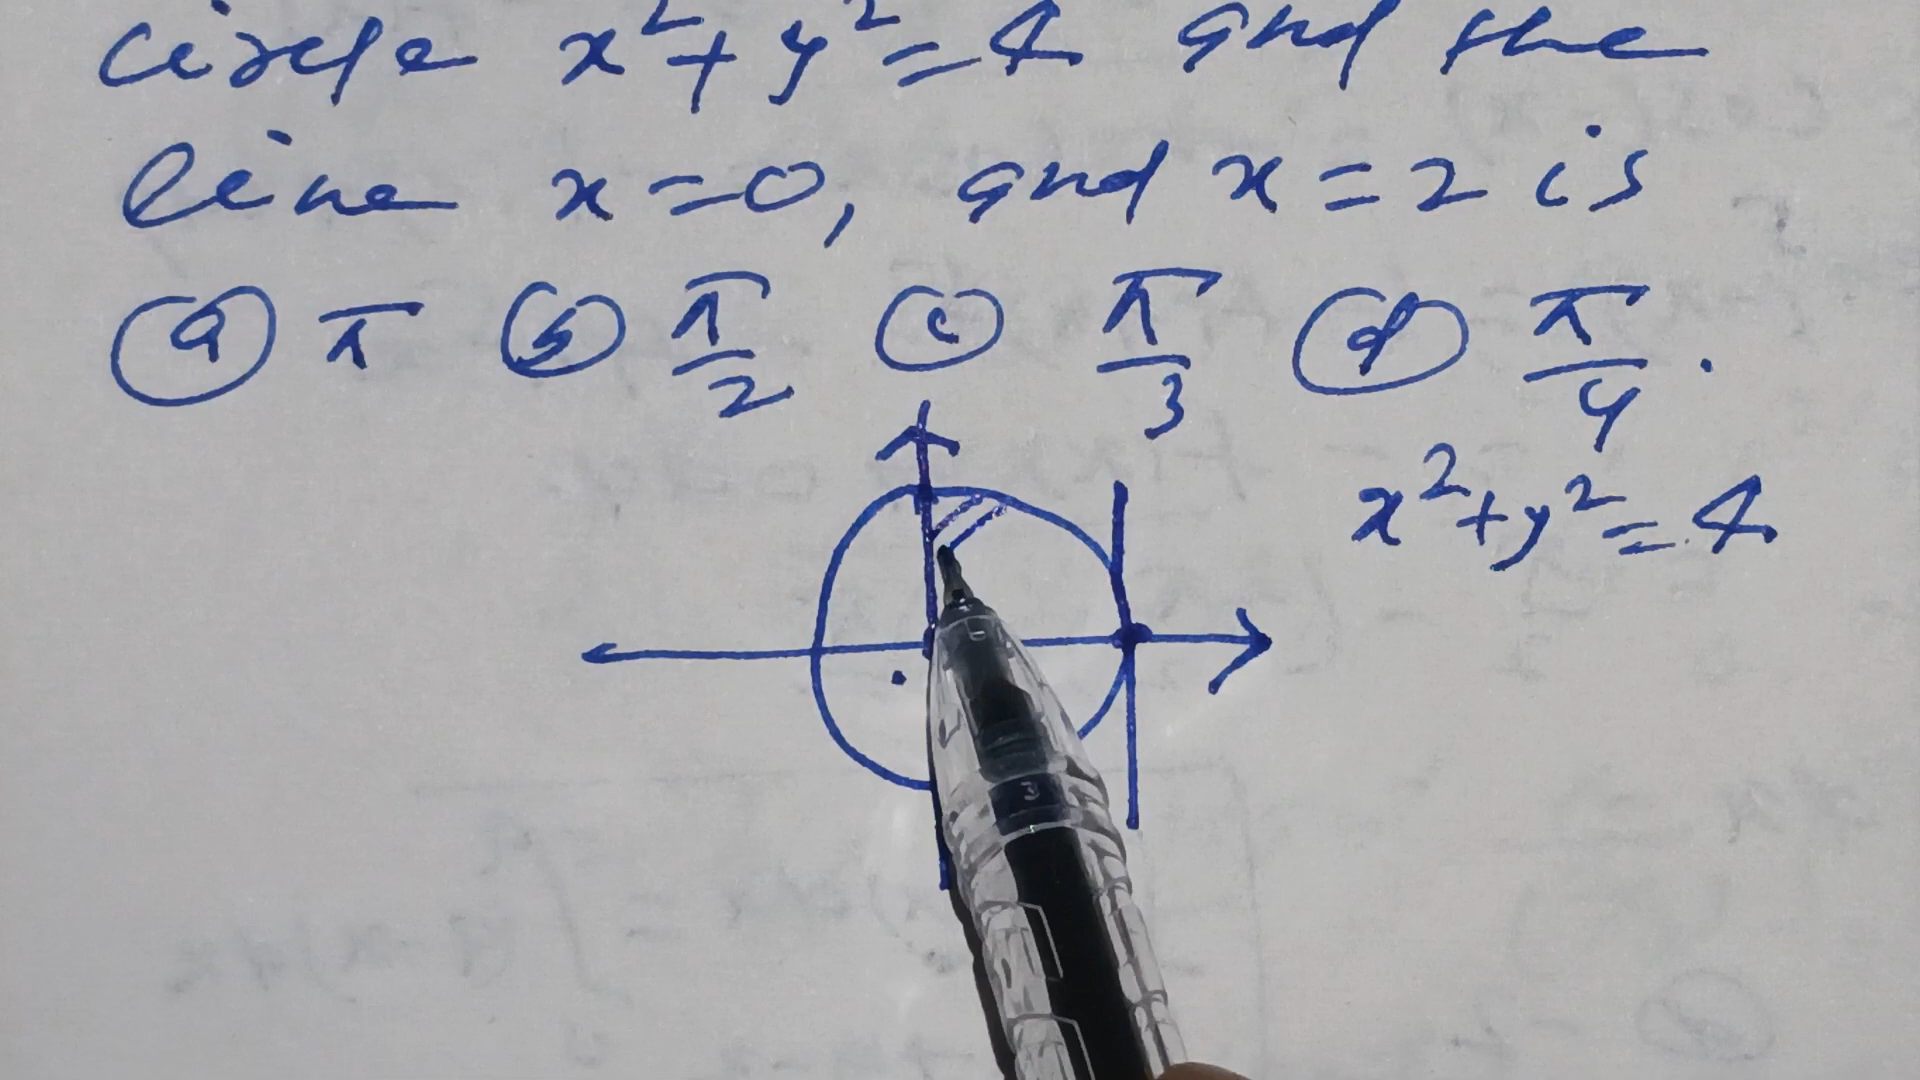 circle x²+y²=4 and the
line x=0, and x=2 is
(a) π (b) π/2 (c) π/3 (d) π/4.
x²+y²=4